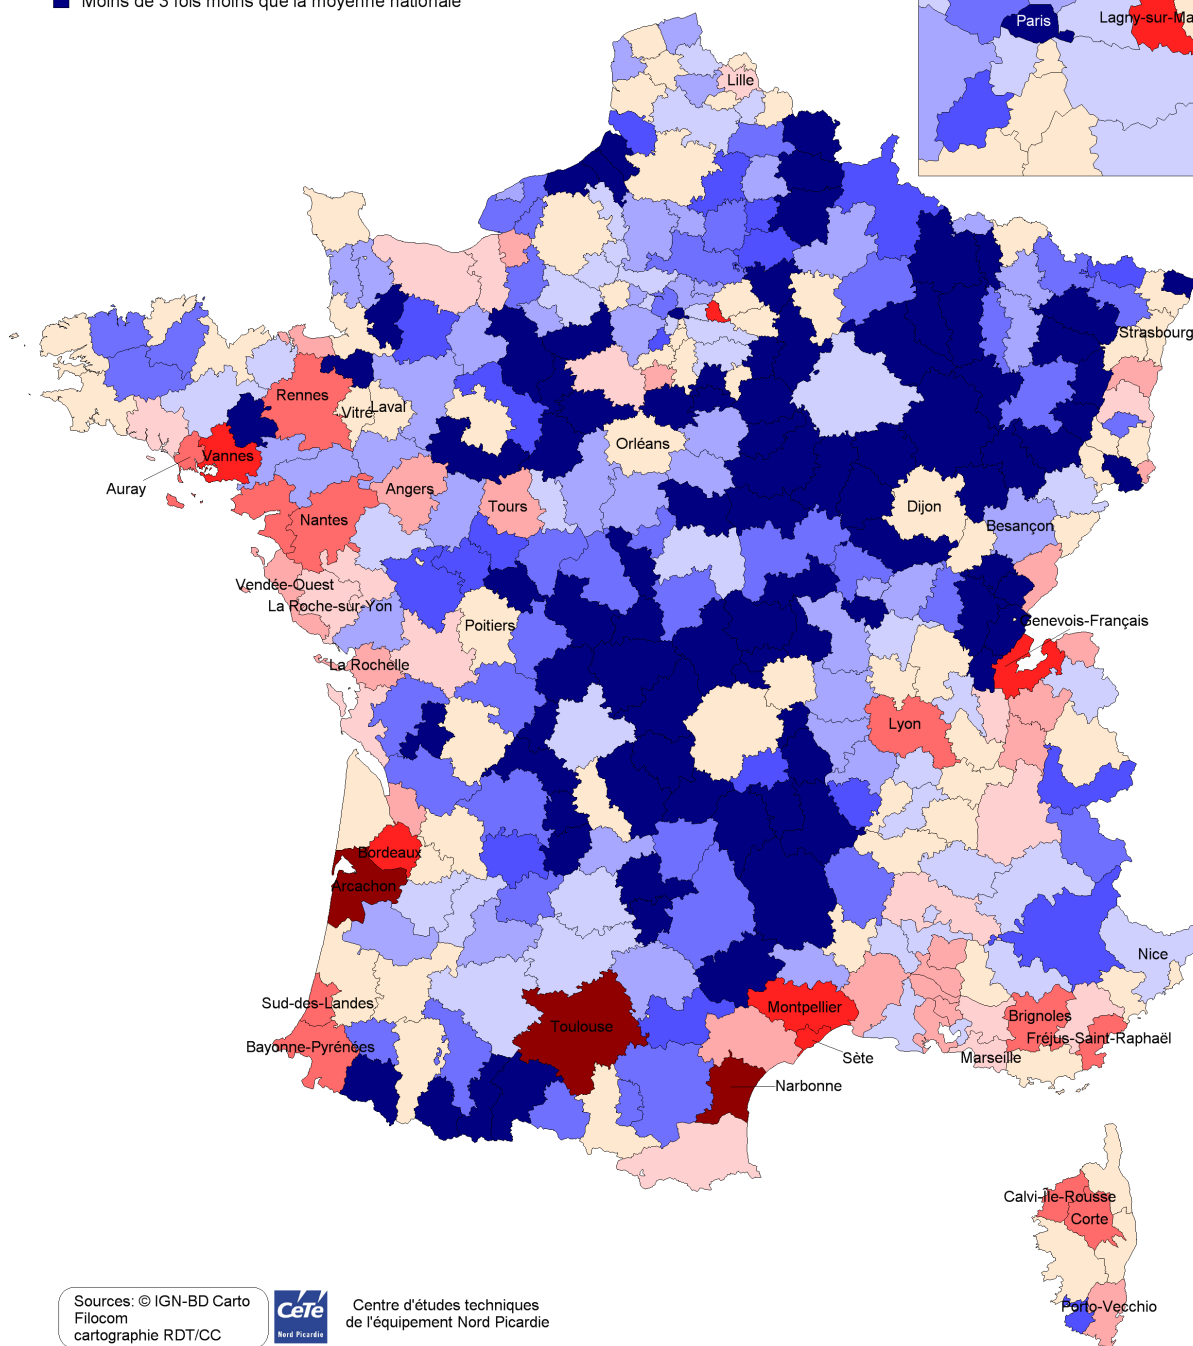 Moins de 3 fois moins que la moyenne nationale
Paris
Lagny-sur-Ma
Lille
Strasbourg
Rennes
Vitré
Laval
Orléans
Vannes
Auray
Angers
Tours
Dijon
Nantes
Besançon
Vendée-Ouest
La Roche-sur-Yon
Poitiers
Genevois-Français
La Rochelle
Lyon
Bordeaux
Arcachon
Nice
Sud-des-Landes
Montpellier
Brignoles
Toulouse
Fréjus-Saint-Raphaël
Bayonne-Pyrénées
Sète
Marseille
Narbonne
Calvi-Île-Rousse
Corte
Porto-Vecchio
Sources: © IGN-BD Carto
Filocom
cartographie RDT/CC
CeTe
Nord Picardie
Centre d'études techniques
de l'équipement Nord Picardie